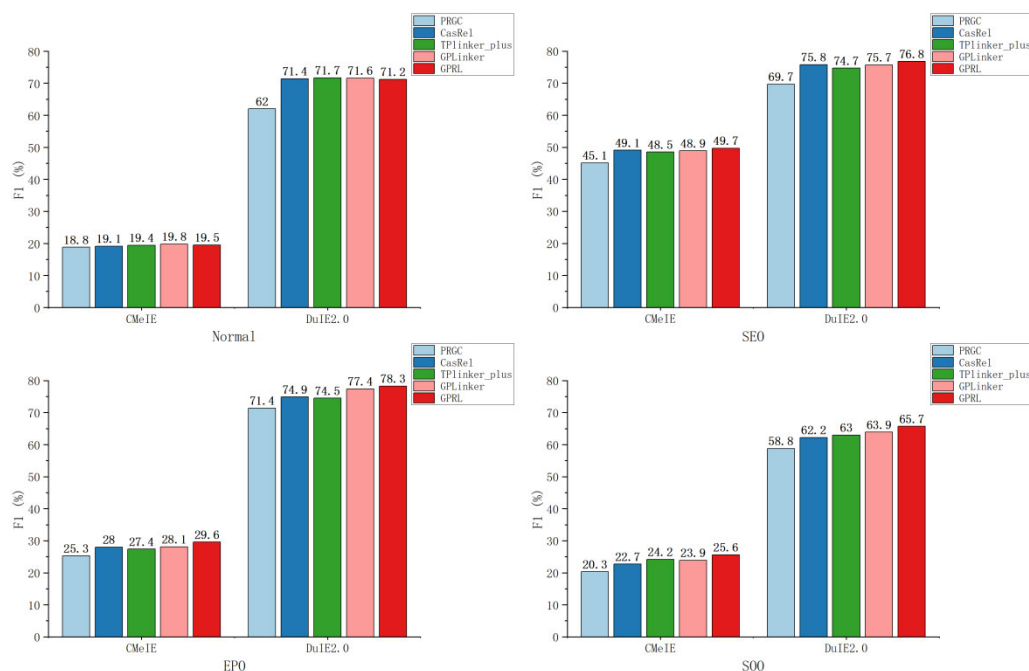 PRGC
CasRel
TPlinker_plus
GPLinker
GPRL
F1 (%)
80
70
60
50
40
30
20
10
0
18.8 19.1 19.4 19.8 19.5
62 71.4 71.7 71.6 71.2
CMeIE DuIE2.0
Normal
PRGC
CasRel
TPlinker_plus
GPLinker
GPRL
F1 (%)
80
70
60
50
40
30
20
10
0
45.1 49.1 48.5 48.9 49.7
69.7 75.8 74.7 75.7 76.8
CMeIE DuIE2.0
SEO
PRGC
CasRel
TPlinker_plus
GPLinker
GPRL
F1 (%)
80
70
60
50
40
30
20
10
0
25.3 28 27.4 28.1 29.6
71.4 74.9 74.5 77.4 78.3
CMeIE DuIE2.0
EPO
PRGC
CasRel
TPlinker_plus
GPLinker
GPRL
F1 (%)
80
70
60
50
40
30
20
10
0
20.3 22.7 24.2 23.9 25.6
58.8 62.2 63 63.9 65.7
CMeIE DuIE2.0
SOO